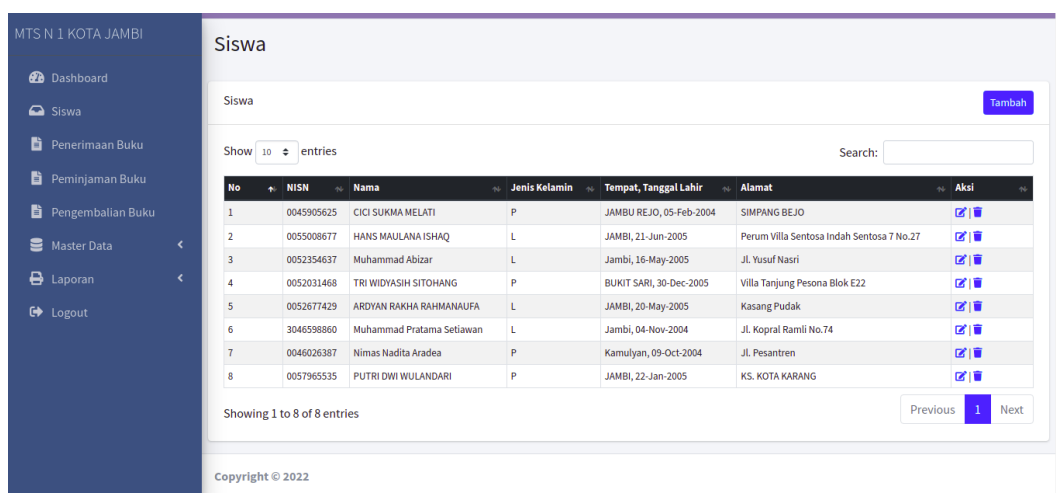 MTS N 1 KOTA JAMBI
Dashboard
Siswa
Penerimaan Buku
Peminjaman Buku
Pengembalian Buku
Master Data
Laporan
Logout
Siswa
Siswa
Tambah
Show 10 entries
Search:
No NISN Nama Jenis Kelamin Tempat, Tanggal Lahir Alamat Aksi
1 0045905625 CICI SUKMA MELATI P JAMBU REJO, 05-Feb-2004 SIMPANG BEJO
2 0055008677 HANS MAULANA ISHAQ L JAMBI, 21-Jun-2005 Perum Villa Sentosa Indah Sentosa 7 No.27
3 0052354637 Muhammad Abizar L Jambi, 16-May-2005 Jl. Yusuf Nasri
4 0052031468 TRI WIDYASIH SITOHANG P BUKIT SARI, 30-Dec-2005 Villa Tanjung Pesona Blok E22
5 0052677429 ARDYAN RAKHA RAHMANAUFA L JAMBI, 20-May-2005 Kasang Pudak
6 3046598860 Muhammad Pratama Setiawan L Jambi, 04-Nov-2004 Jl. Kopral Ramli No.74
7 0046026387 Nimas Nadita Aradea P Kamulyan, 09-Oct-2004 Jl. Pesantren
8 0057965535 PUTRI DWI WULANDARI P JAMBI, 22-Jan-2005 KS. KOTA KARANG
Showing 1 to 8 of 8 entries
Previous 1 Next
Copyright © 2022